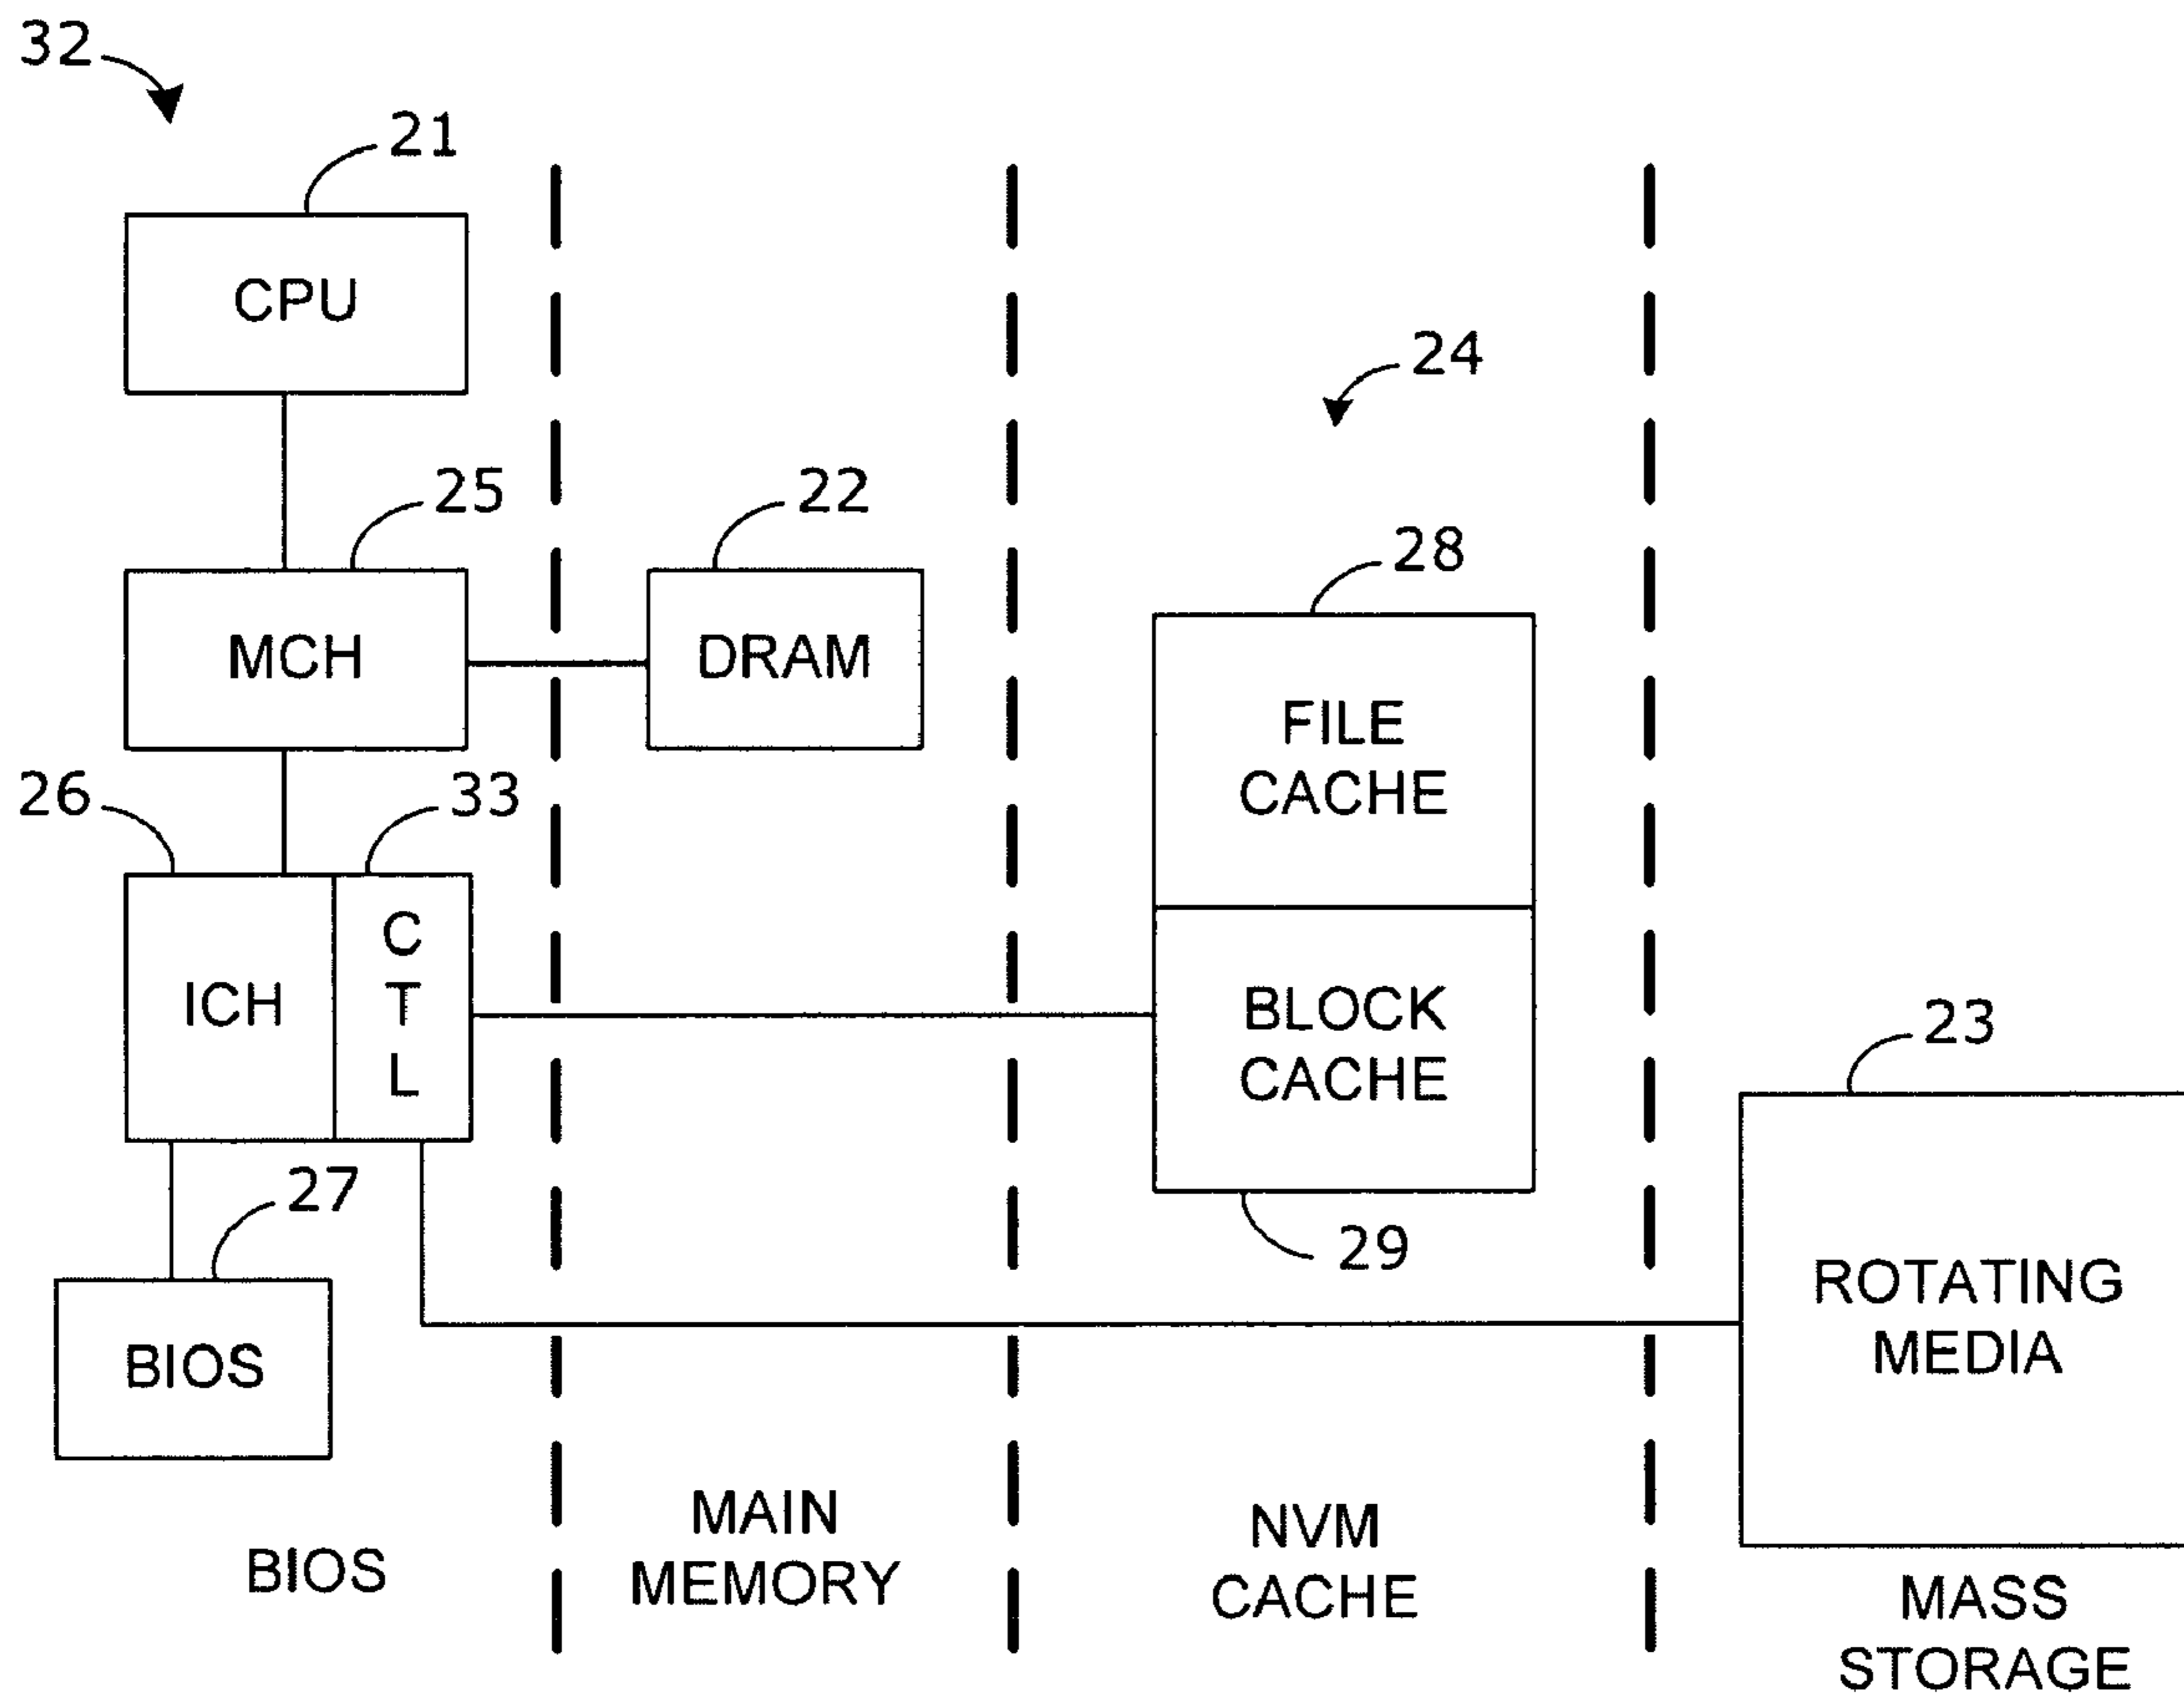 32
21
CPU
24
25
22
28
MCH
DRAM
FILE
CACHE
26
33
ICH
C
T
L
BLOCK
CACHE
23
27
29
BIOS
ROTATING
MEDIA
BIOS
MAIN
MEMORY
NVM
CACHE
MASS
STORAGE